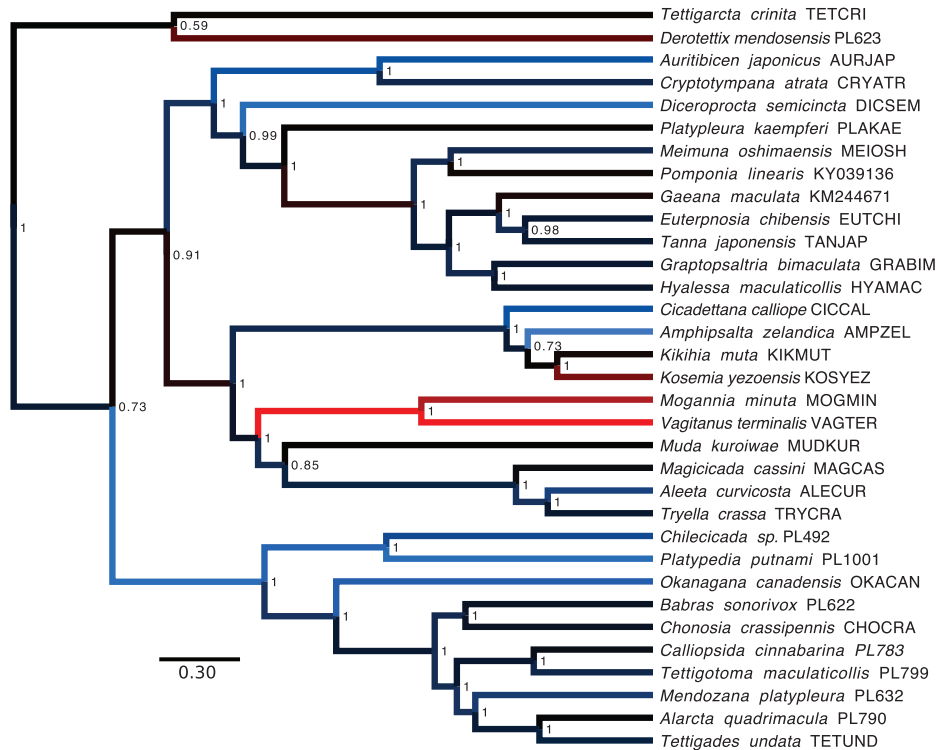 Tettigarcta crinita TETCRI
0.59
Derotettix mendosensis PL623
Auritibicen japonicus AURJAP
1
Cryptotympana atrata CRYATR
1
Diceroprocta semicincta DICSEM
0.99
Platypleura kaempferi PLAKAE
Meimuna oshimaensis MEIOSH
1
1
Pomponia linearis KY039136
Gaeana maculata KM244671
1
1
Euterpnosia chibensis EUTCHI
1
0.98
Tanna japonensis TANJAP
1
0.91
Graptopsaltria bimaculata GRABIM
1
Hyalessa maculaticollis HYAMAC
Cicadettana calliope CICCAL
1
Amphipsalta zelandica AMPZEL
0.73
Kikihia muta KIKMUT
1
Kosemia yezoensis KOSYEZ
1
Mogannia minuta MOGMIN
0.73
1
Vagitanus terminalis VAGTER
1
Muda kuroiwae MUDKUR
0.85
Magicicada cassini MAGCAS
1
Aleeta curvicosta ALECUR
1
Tryella crassa TRYCRA
Chilecicada sp. PL492
1
Platypedia putnami PL1001
1
Okanagana canadensis OKACAN
Babras sonorivox PL622
1
1
Chonosia crassipennis CHOCRA
Calliopsida cinnabarina PL783
1
1
0.30
Tettigotoma maculaticollis PL799
1
Mendozana platypleura PL632
1
Alarcta quadrimacula PL790
1
Tettigades undata TETUND